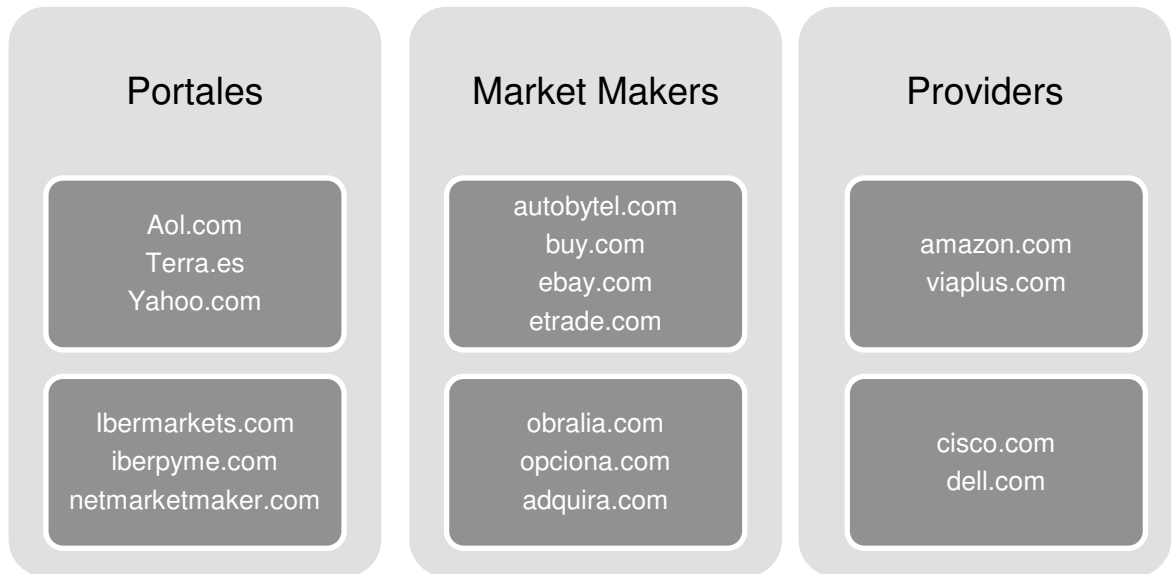 Portales
Aol.com
Terra.es
Yahoo.com
Ibermarkets.com
iberpyme.com
netmarketmaker.com
Market Makers
autobytel.com
buy.com
ebay.com
etrade.com
obralia.com
opciona.com
adquira.com
Providers
amazon.com
viaplus.com
cisco.com
dell.com